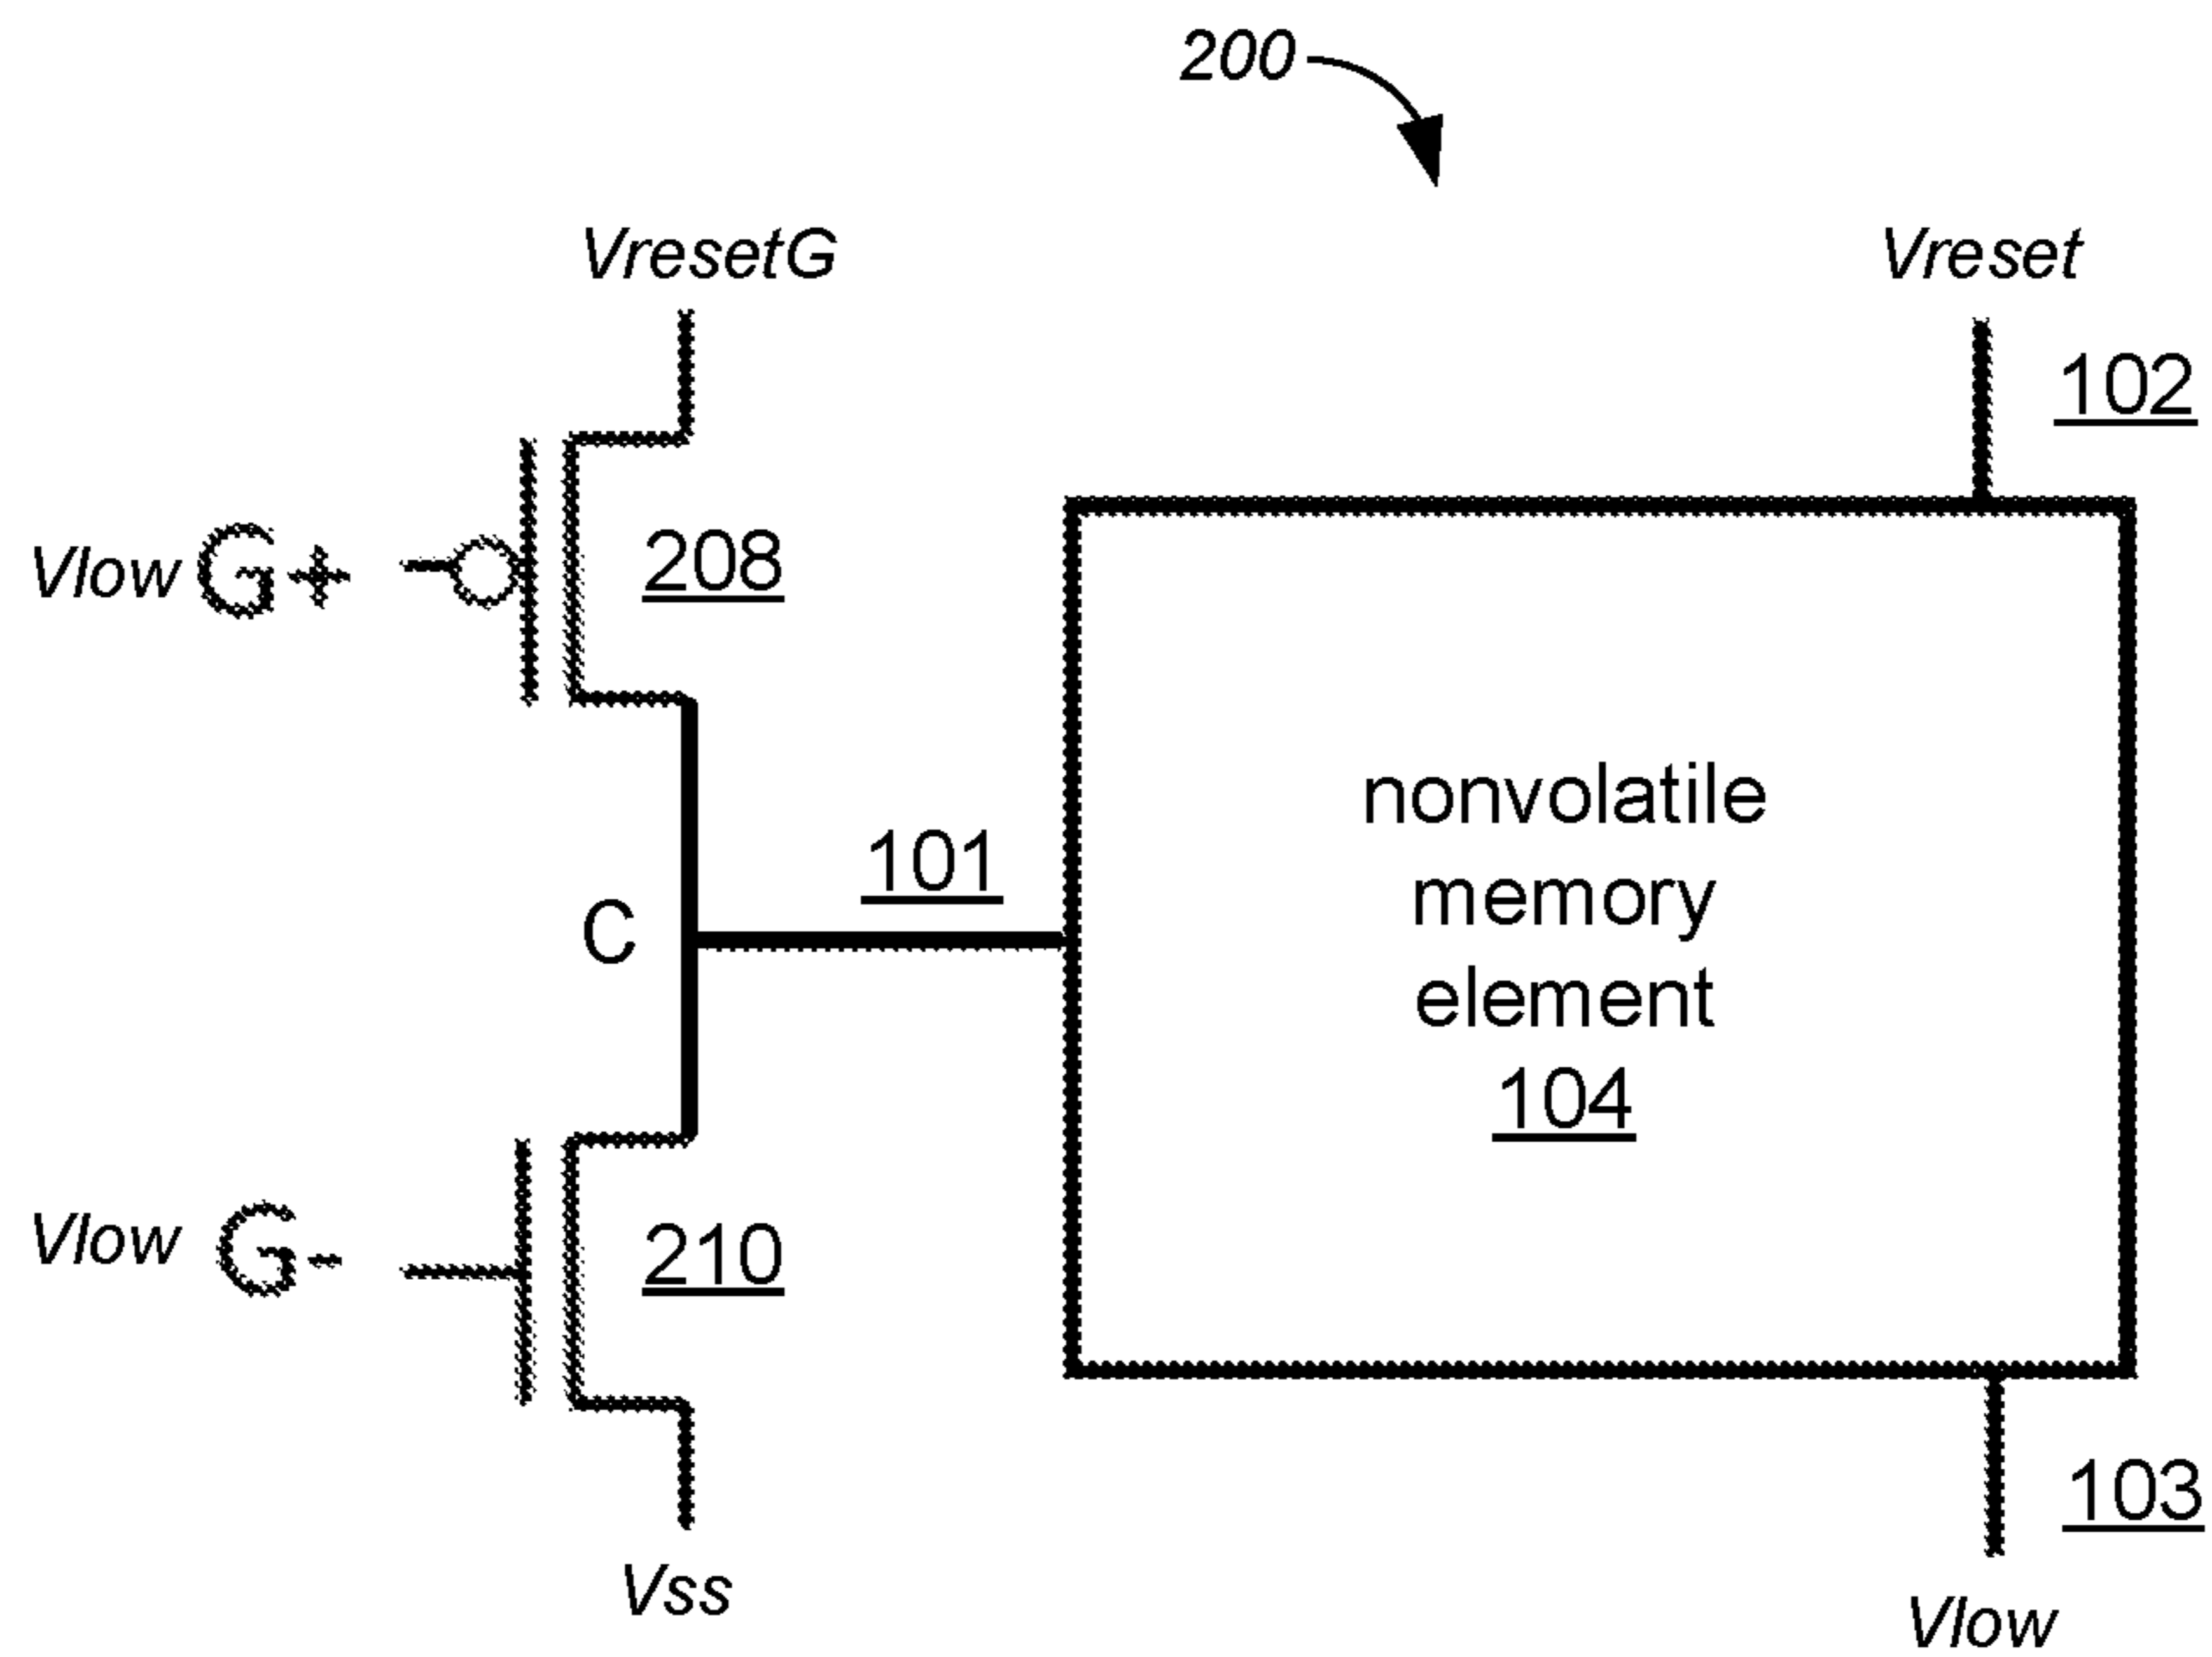 200
VresetG
Vreset
102
Vlow G+
208
101
C
nonvolatile
memory
element
104
Vlow G-
210
103
Vss
Vlow